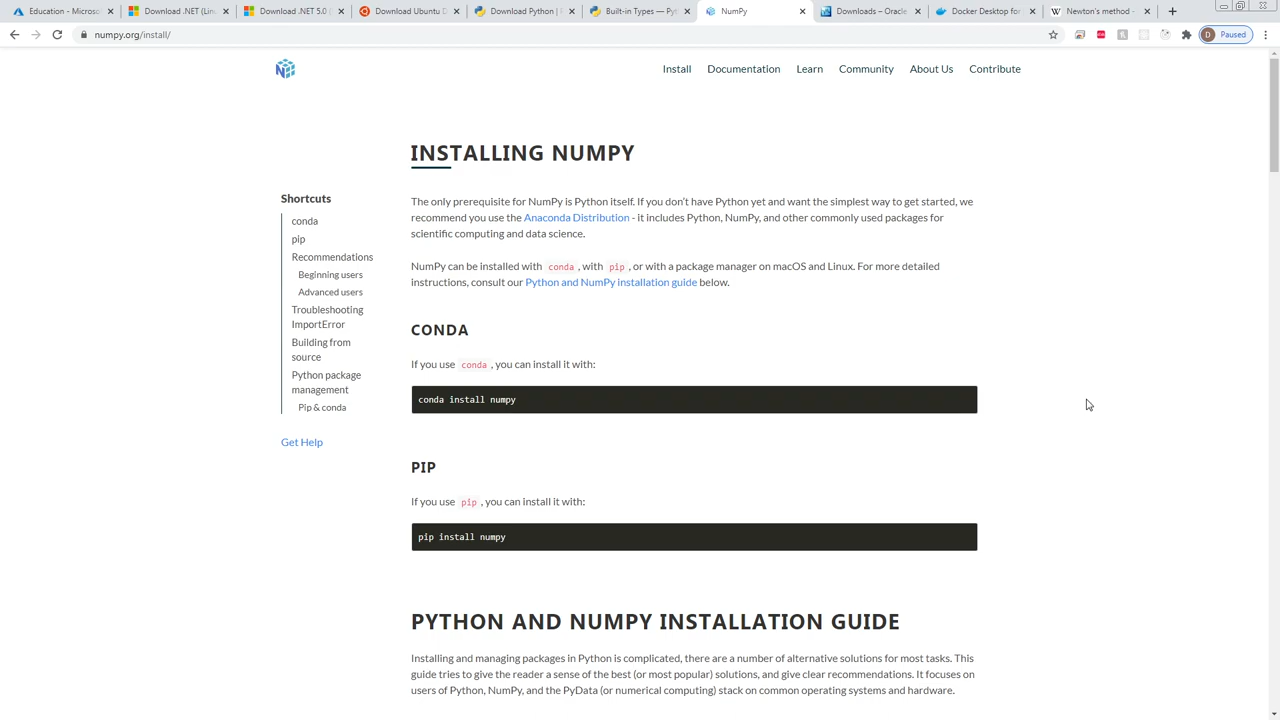 Education - Microso
Download .NET (Lin
Download .NET 5.0 (
Download Ubuntu D
Download Python | P
Built-in Types — Pyt
NumPy
Downloads – Oracle
Docker Desktop for
Newton's method -
numpy.org/install/
D
Paused
Install
Documentation
Learn
Community
About Us
Contribute
INSTALLING NUMPY
Shortcuts
conda
pip
Recommendations
Beginning users
Advanced users
Troubleshooting
ImportError
Building from
source
Python package
management
Pip & conda
Get Help
The only prerequisite for NumPy is Python itself. If you don't have Python yet and want the simplest way to get started, we
recommend you use the Anaconda Distribution - it includes Python, NumPy, and other commonly used packages for
scientific computing and data science.
NumPy can be installed with conda , with pip , or with a package manager on macOS and Linux. For more detailed
instructions, consult our Python and NumPy installation guide below.
CONDA
If you use conda , you can install it with:
conda install numpy
PIP
If you use pip , you can install it with:
pip install numpy
PYTHON AND NUMPY INSTALLATION GUIDE
Installing and managing packages in Python is complicated, there are a number of alternative solutions for most tasks. This
guide tries to give the reader a sense of the best (or most popular) solutions, and give clear recommendations. It focuses on
users of Python, NumPy, and the PyData (or numerical computing) stack on common operating systems and hardware.